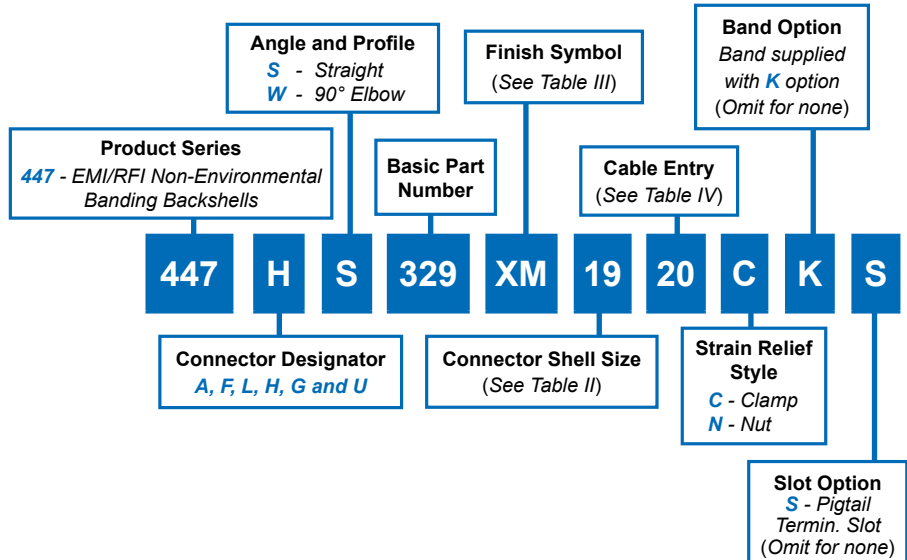 Angle and Profile
S - Straight
W - 90° Elbow
Finish Symbol
(See Table III)
Band Option
Band supplied
with K option
(Omit for none)
Product Series
447 - EMI/RFI Non-Environmental
Banding Backshells
Basic Part
Number
Cable Entry
(See Table IV)
447 H S 329 XM 19 20 C K S
Connector Designator
A, F, L, H, G and U
Connector Shell Size
(See Table II)
Strain Relief
Style
C - Clamp
N - Nut
Slot Option
S - Pigtail
Termin. Slot
(Omit for none)